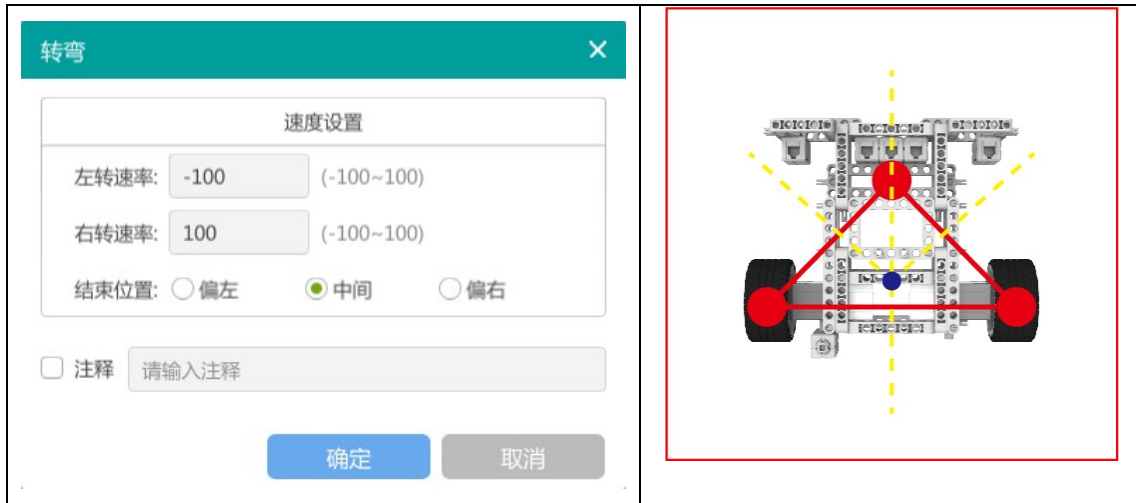 转弯
速度设置
左转速率: -100 (-100~100)
右转速率: 100 (-100~100)
结束位置: 偏左 中间 偏右
注释 请输入注释
确定 取消